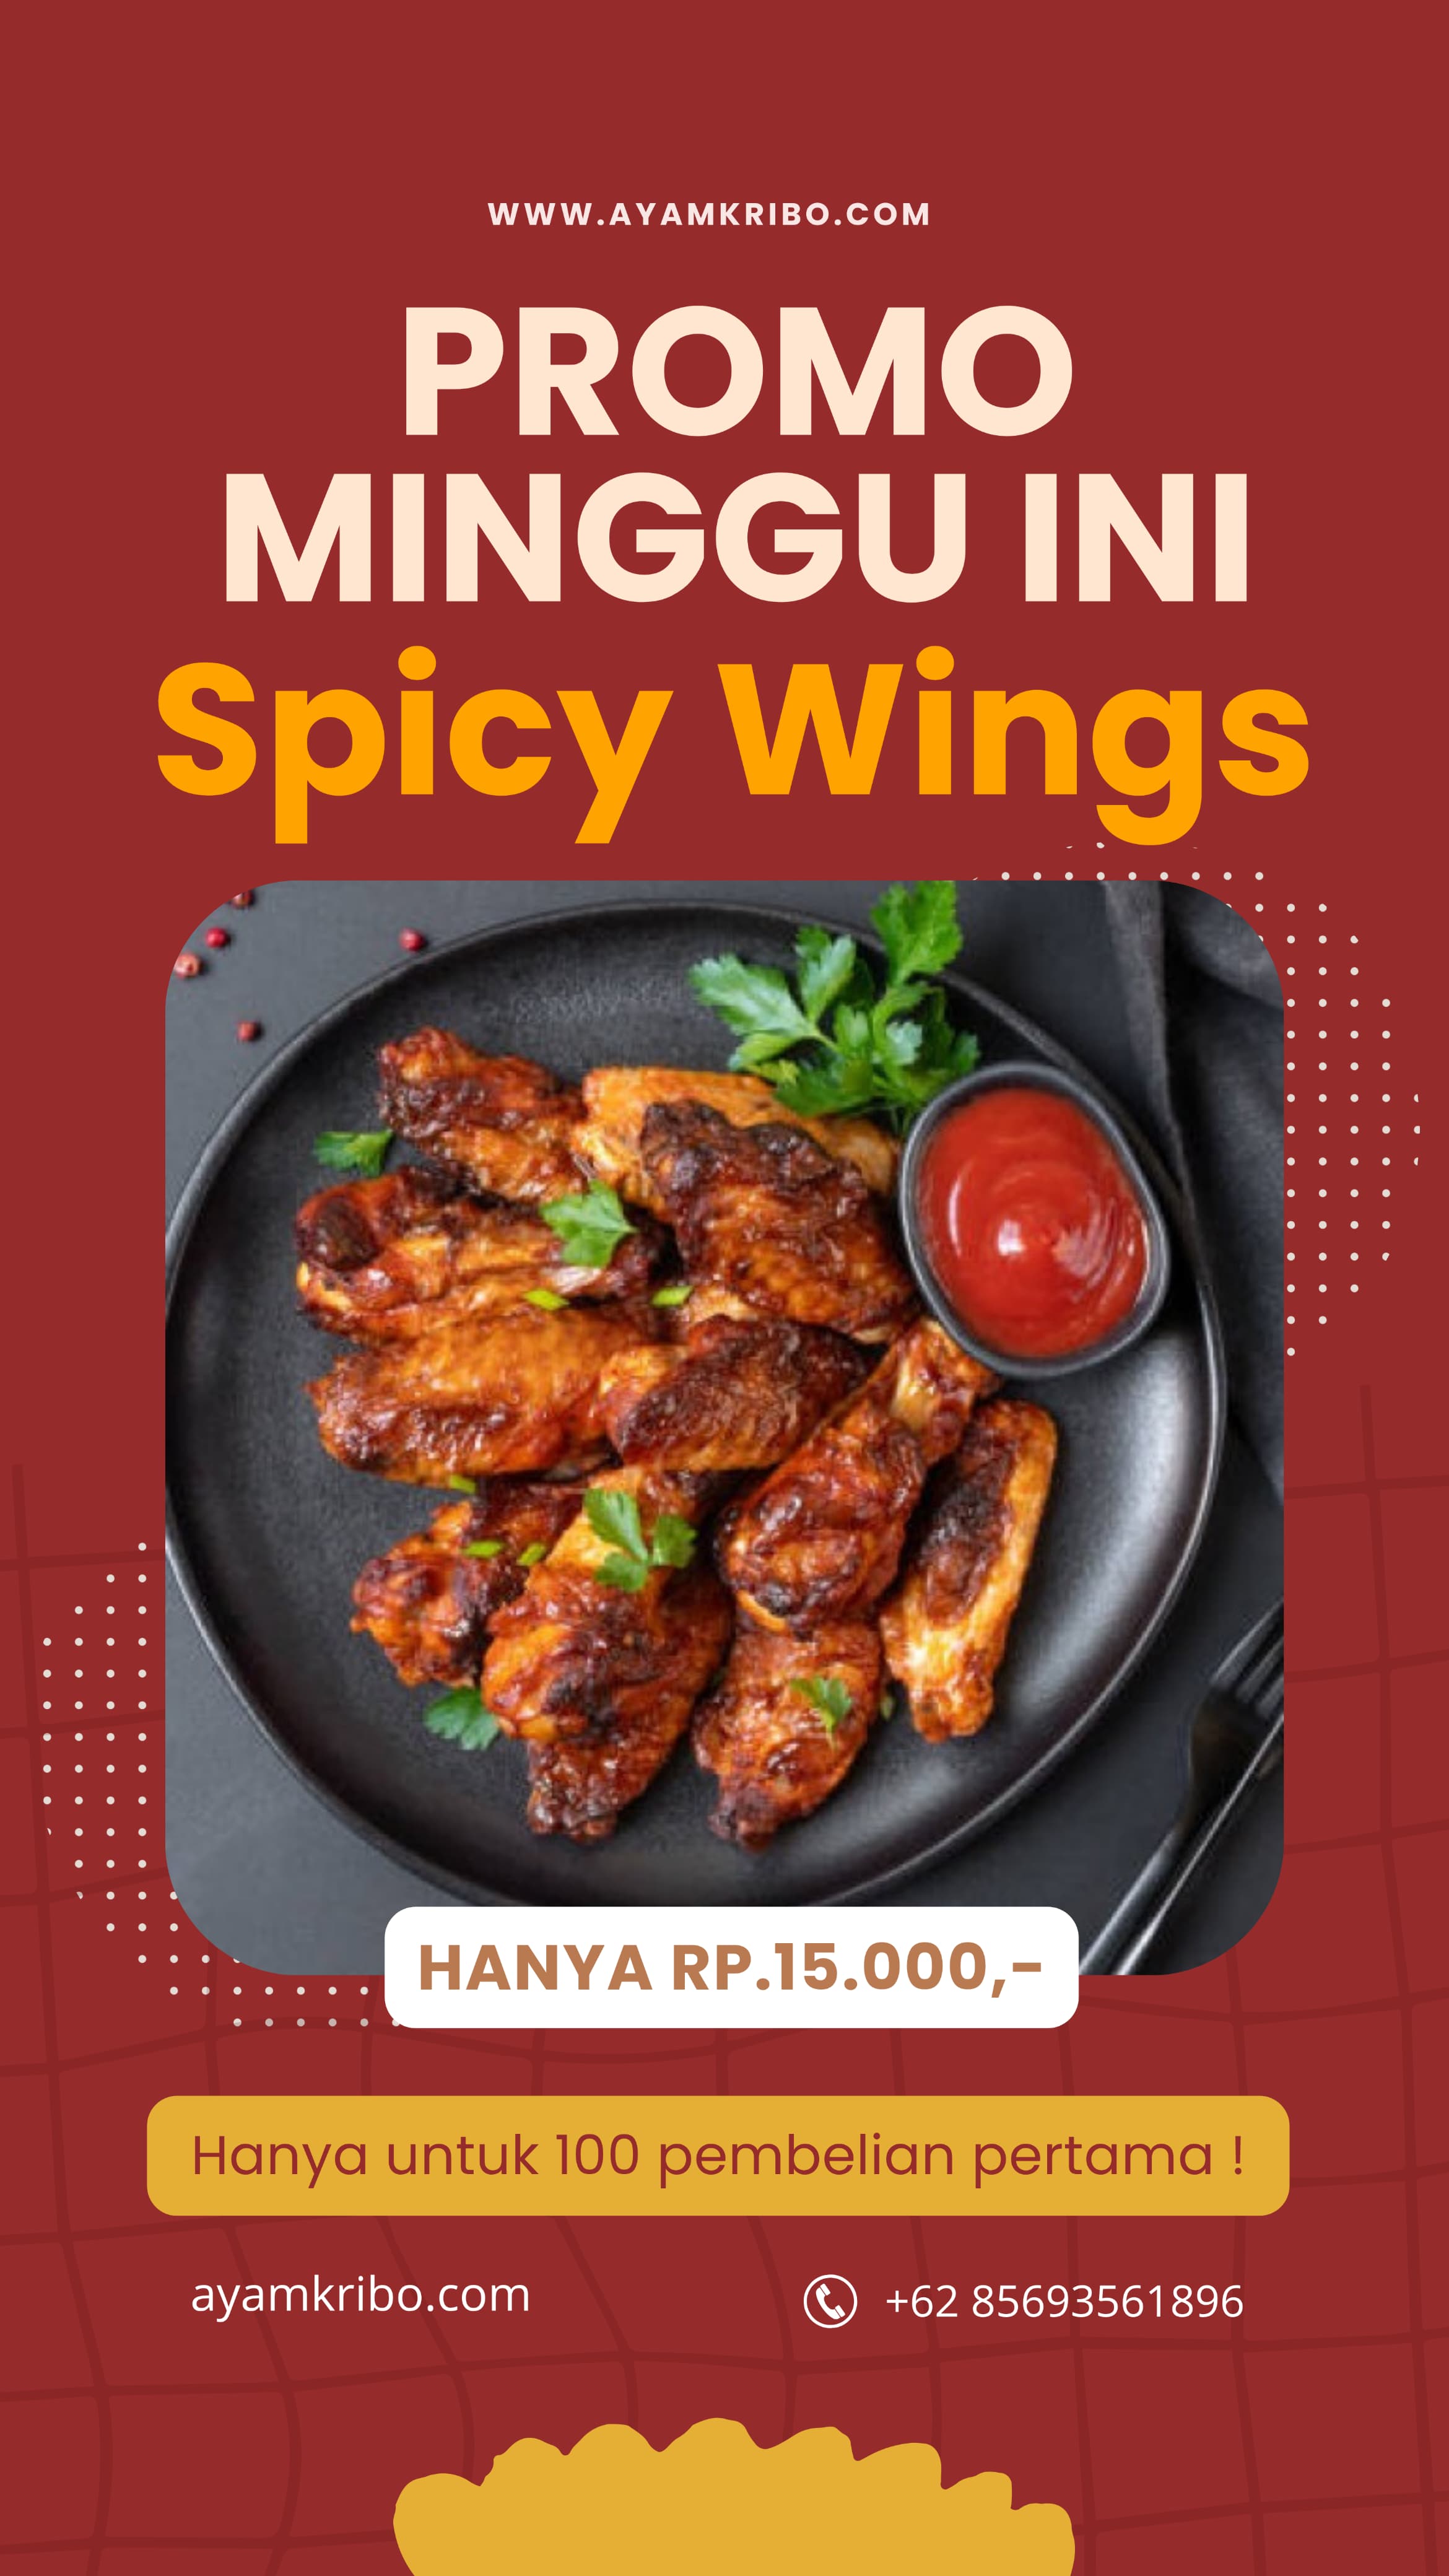 WWW.AYAMKRIBO.COM
PROMO
MINGGU INI
Spicy Wings
HANYA RP.15.000,-
Hanya untuk 100 pembelian pertama !
ayamkribo.com
+62 85693561896